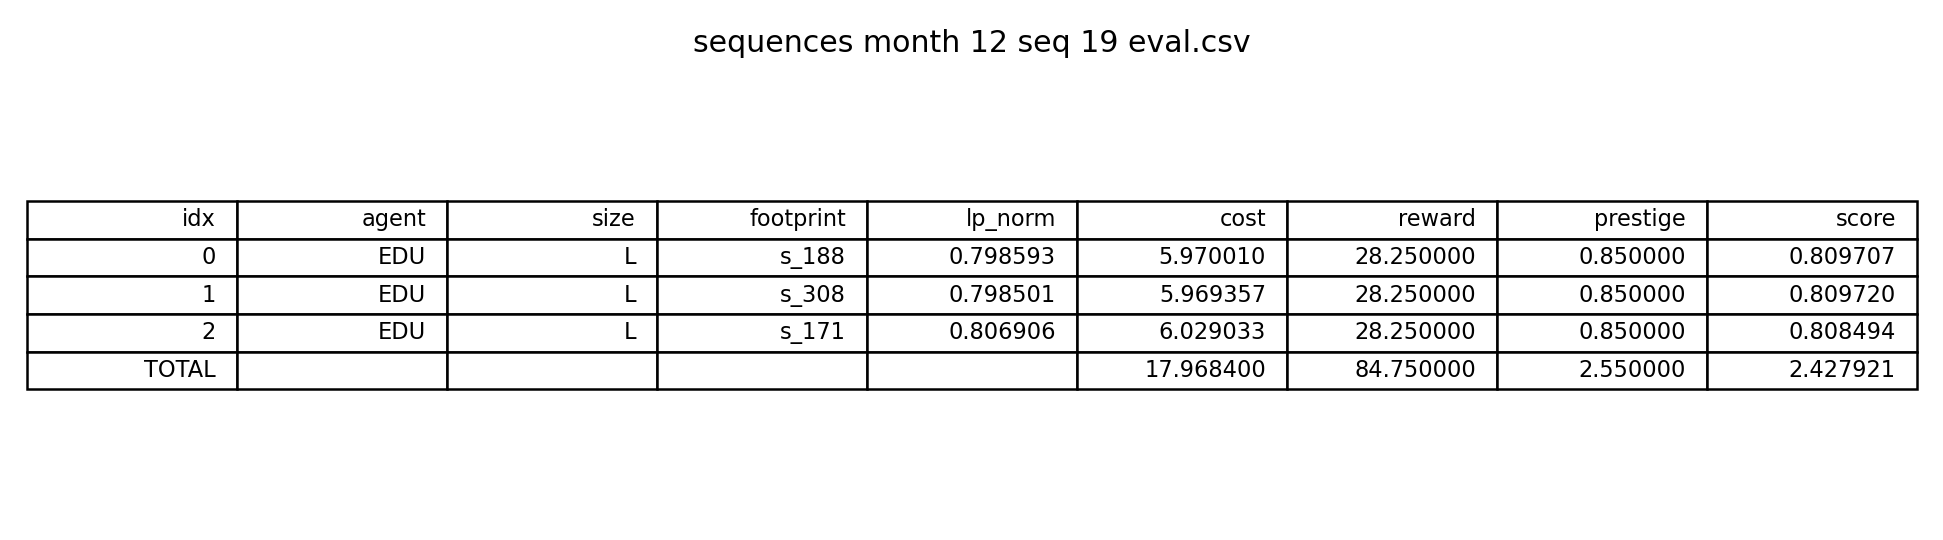 sequences month 12 seq 19 eval.csv
idx agent size footprint lp_norm cost reward prestige score
0 EDU L s_188 0.798593 5.970010 28.250000 0.850000 0.809707
1 EDU L s_308 0.798501 5.969357 28.250000 0.850000 0.809720
2 EDU L s_171 0.806906 6.029033 28.250000 0.850000 0.808494
TOTAL 17.968400 84.750000 2.550000 2.427921